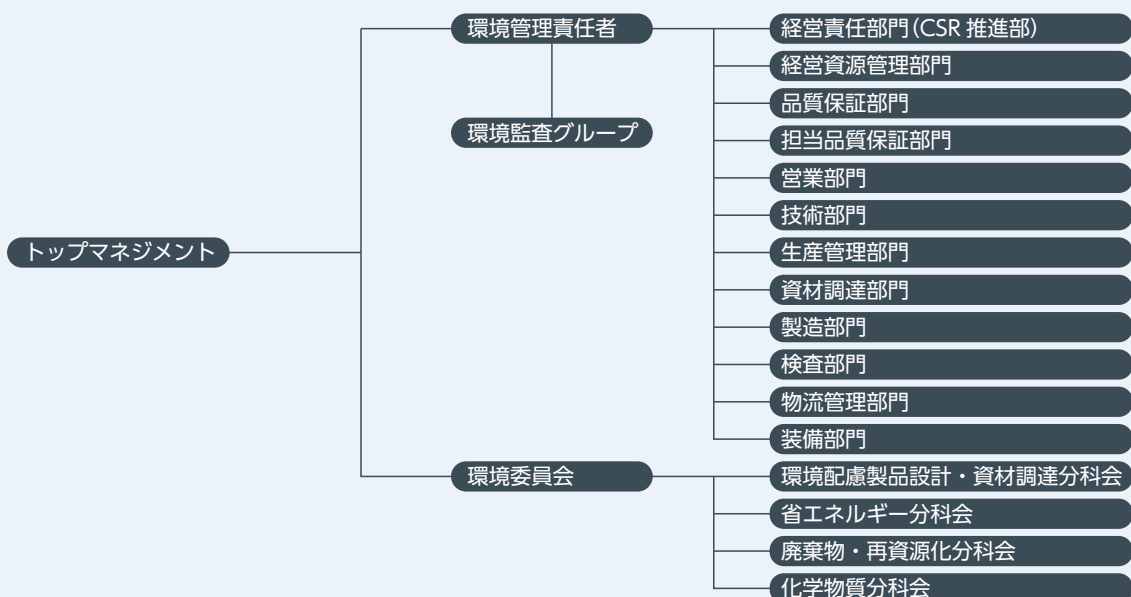 トップマネジメント
環境管理責任者
環境監査グループ
経営責任部門(CSR 推進部)
経営資源管理部門
品質保証部門
担当品質保証部門
営業部門
技術部門
生産管理部門
資材調達部門
製造部門
検査部門
物流管理部門
装備部門
環境委員会
環境配慮製品設計・資材調達分科会
省エネルギー分科会
廃棄物・再資源化分科会
化学物質分科会